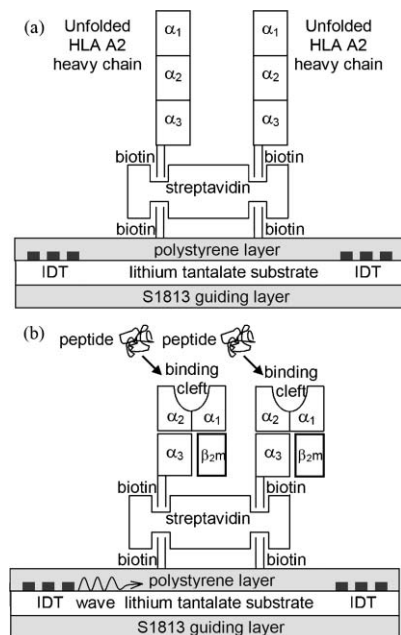 (a)
Unfolded
HLA A2
heavy chain
α1
α2
α3
α1
α2
α3
Unfolded
HLA A2
heavy chain
biotin
biotin
streptavidin
biotin
biotin
polystyrene layer
IDT lithium tantalate substrate IDT
S1813 guiding layer
(b)
peptide peptide
binding
cleft
binding
cleft
α2 α1 α2 α1
α3 β2m α3 β2m
biotin biotin
streptavidin
biotin biotin
polystyrene layer
IDT wave lithium tantalate substrate IDT
S1813 guiding layer